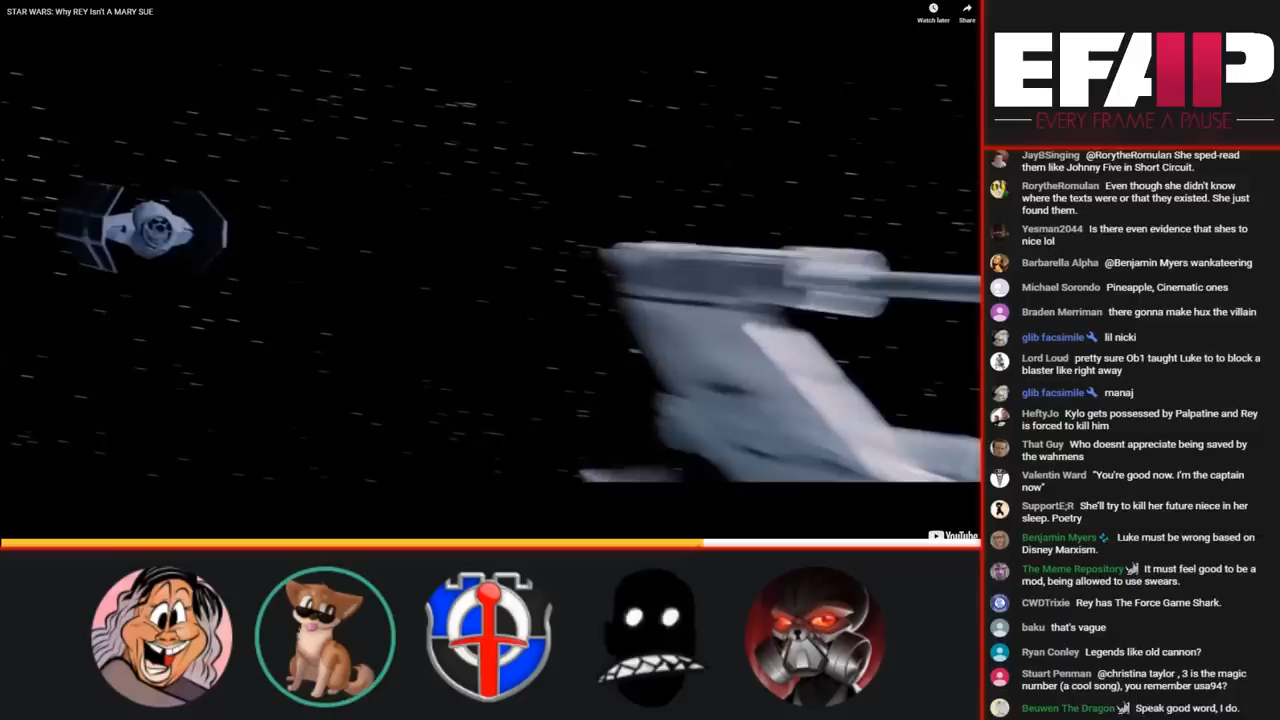 STAR WARS: Why REY Isn't A MARY SUE
Watch later
Share
YouTube
EFAP
EVERY FRAME A PAUSE
JayBSinging @RorytheRomulan She sped-read
them like Johnny Five in Short Circuit.
RorytheRomulan Even though she didn't know
where the texts were or that they existed. She just
found them.
Yesman2044 Is there even evidence that shes to
nice lol
Barbarella Alpha @Benjamin Myers wankateering
Michael Sorondo Pineapple, Cinematic ones
Braden Merriman there gonna make hux the villain
glib facsimile lil nicki
Lord Loud pretty sure Ob1 taught Luke to to block a
blaster like right away
glib facsimile manaj
HeftyJo Kylo gets possessed by Palpatine and Rey
is forced to kill him
That Guy Who doesnt appreciate being saved by
the wahmens
Valentin Ward "You're good now. I'm the captain
now"
SupportE;R She'll try to kill her future niece in her
sleep. Poetry
Benjamin Myers Luke must be wrong based on
Disney Marxism.
The Meme Repository It must feel good to be a
mod, being allowed to use swears.
CWDTrixie Rey has The Force Game Shark.
baku that's vague
Ryan Conley Legends like old cannon?
Stuart Penman @christina taylor , 3 is the magic
number (a cool song), you remember usa94?
Beuwen The Dragon Speak good word, I do.